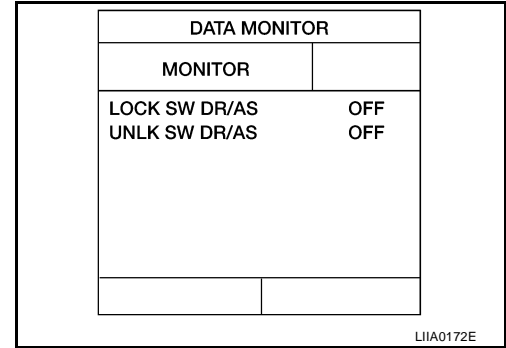 DATA MONITOR
MONITOR
LOCK SW DR/AS OFF
UNLK SW DR/AS OFF
LIIA0172E